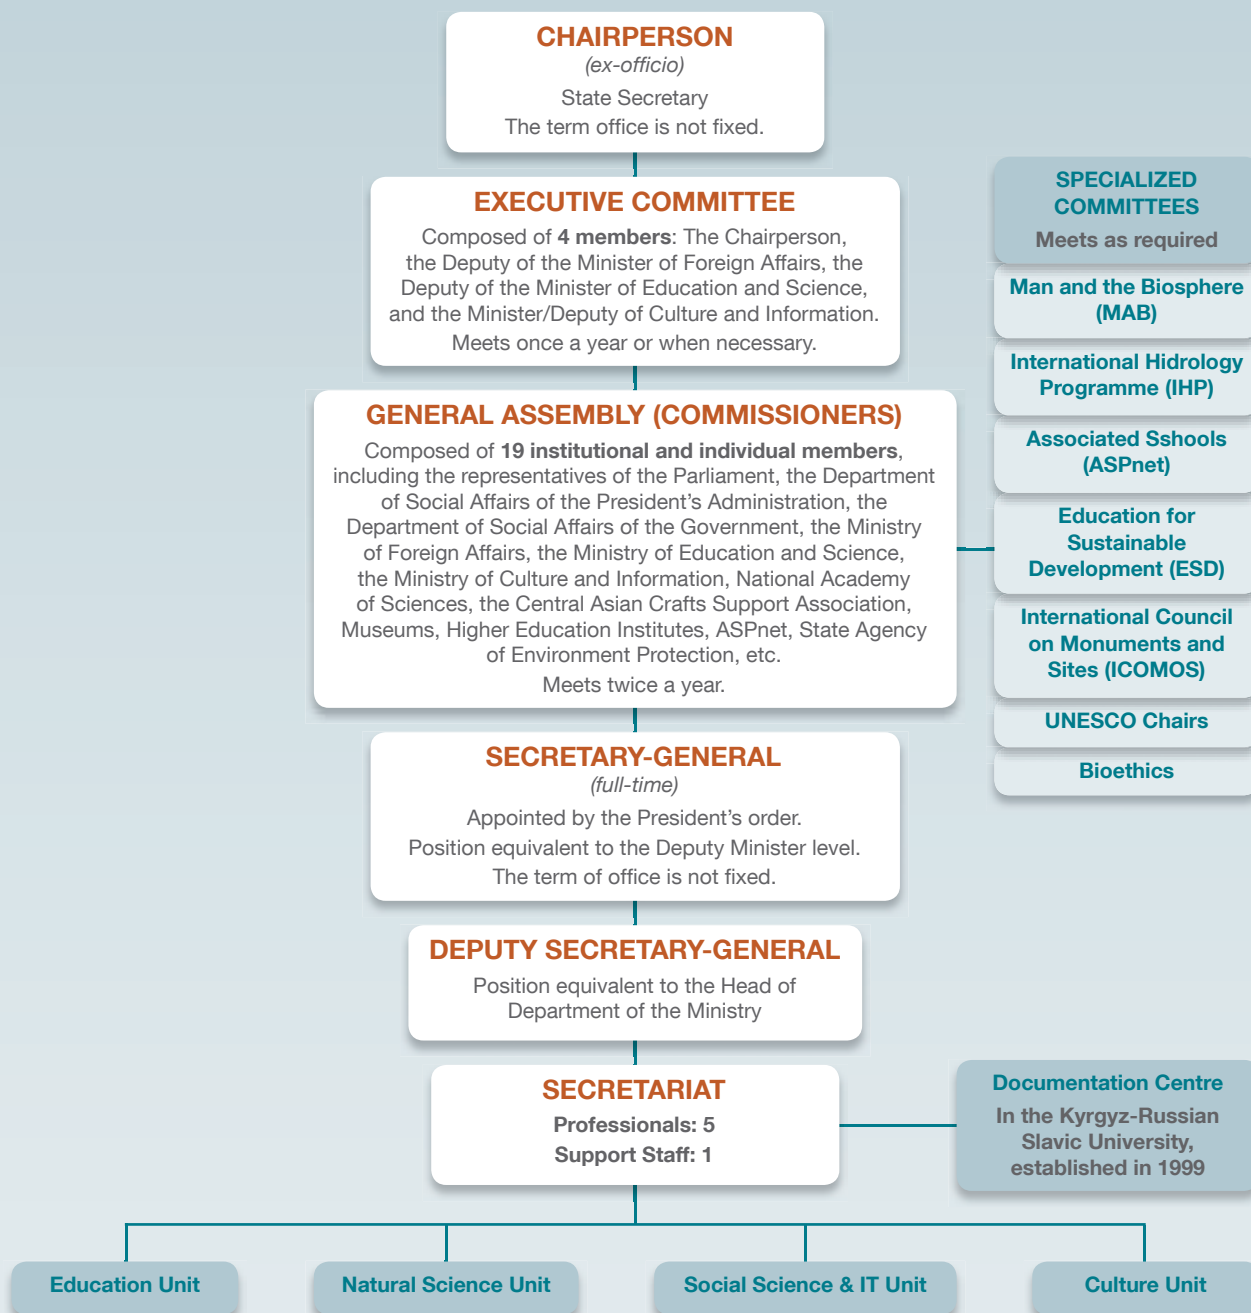 CHAIRPERSON
(ex-officio)
State Secretary
The term office is not fixed.
EXECUTIVE COMMITTEE
Composed of 4 members: The Chairperson,
the Deputy of the Minister of Foreign Affairs, the
Deputy of the Minister of Education and Science,
and the Minister/Deputy of Culture and Information.
Meets once a year or when necessary.
GENERAL ASSEMBLY (COMMISSIONERS)
Composed of 19 institutional and individual members,
including the representatives of the Parliament, the Department
of Social Affairs of the President’s Administration, the
Department of Social Affairs of the Government, the Ministry
of Foreign Affairs, the Ministry of Education and Science,
the Ministry of Culture and Information, National Academy
of Sciences, the Central Asian Crafts Support Association,
Museums, Higher Education Institutes, ASPnet, State Agency
of Environment Protection, etc.
Meets twice a year.
SPECIALIZED
COMMITTEES
Meets as required
Man and the Biosphere
(MAB)
International Hidrology
Programme (IHP)
Associated Sshools
(ASPnet)
Education for
Sustainable
Development (ESD)
International Council
on Monuments and
Sites (ICOMOS)
UNESCO Chairs
Bioethics
SECRETARY-GENERAL
(full-time)
Appointed by the President’s order.
Position equivalent to the Deputy Minister level.
The term of office is not fixed.
DEPUTY SECRETARY-GENERAL
Position equivalent to the Head of
Department of the Ministry
SECRETARIAT
Professionals: 5
Support Staff: 1
Documentation Centre
In the Kyrgyz-Russian
Slavic University,
established in 1999
Education Unit
Natural Science Unit
Social Science & IT Unit
Culture Unit